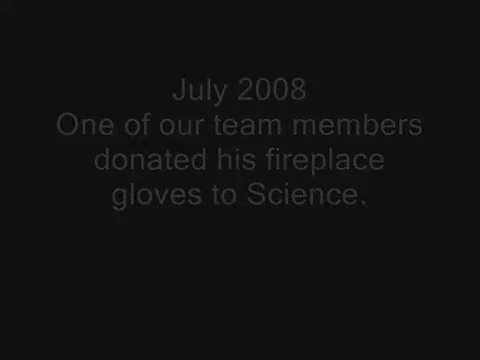 July 2008
One of our team members
donated his fireplace
gloves to Science.